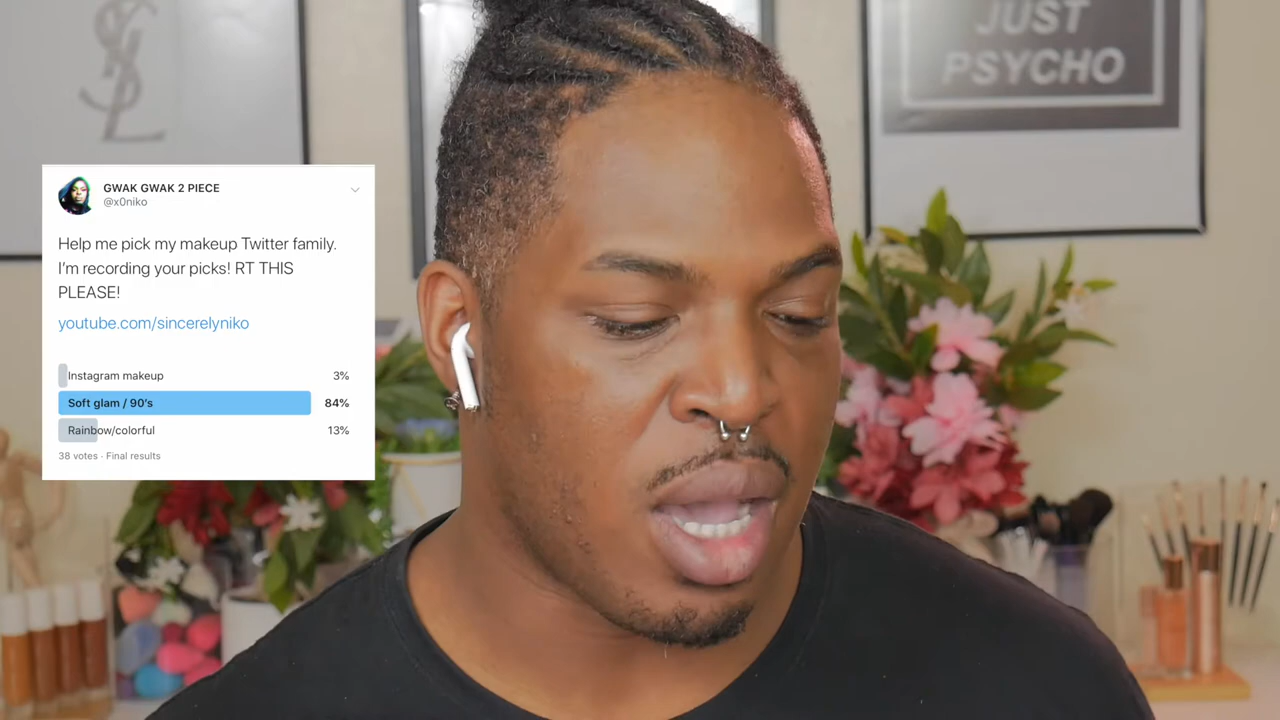 YSL
JUST
PSYCHO
GWAK GWAK 2 PIECE
@x0niko
Help me pick my makeup Twitter family.
I’m recording your picks! RT THIS
PLEASE!
youtube.com/sincerelyniko
Instagram makeup 3%
Soft glam / 90’s 84%
Rainbow/colorful 13%
38 votes · Final results